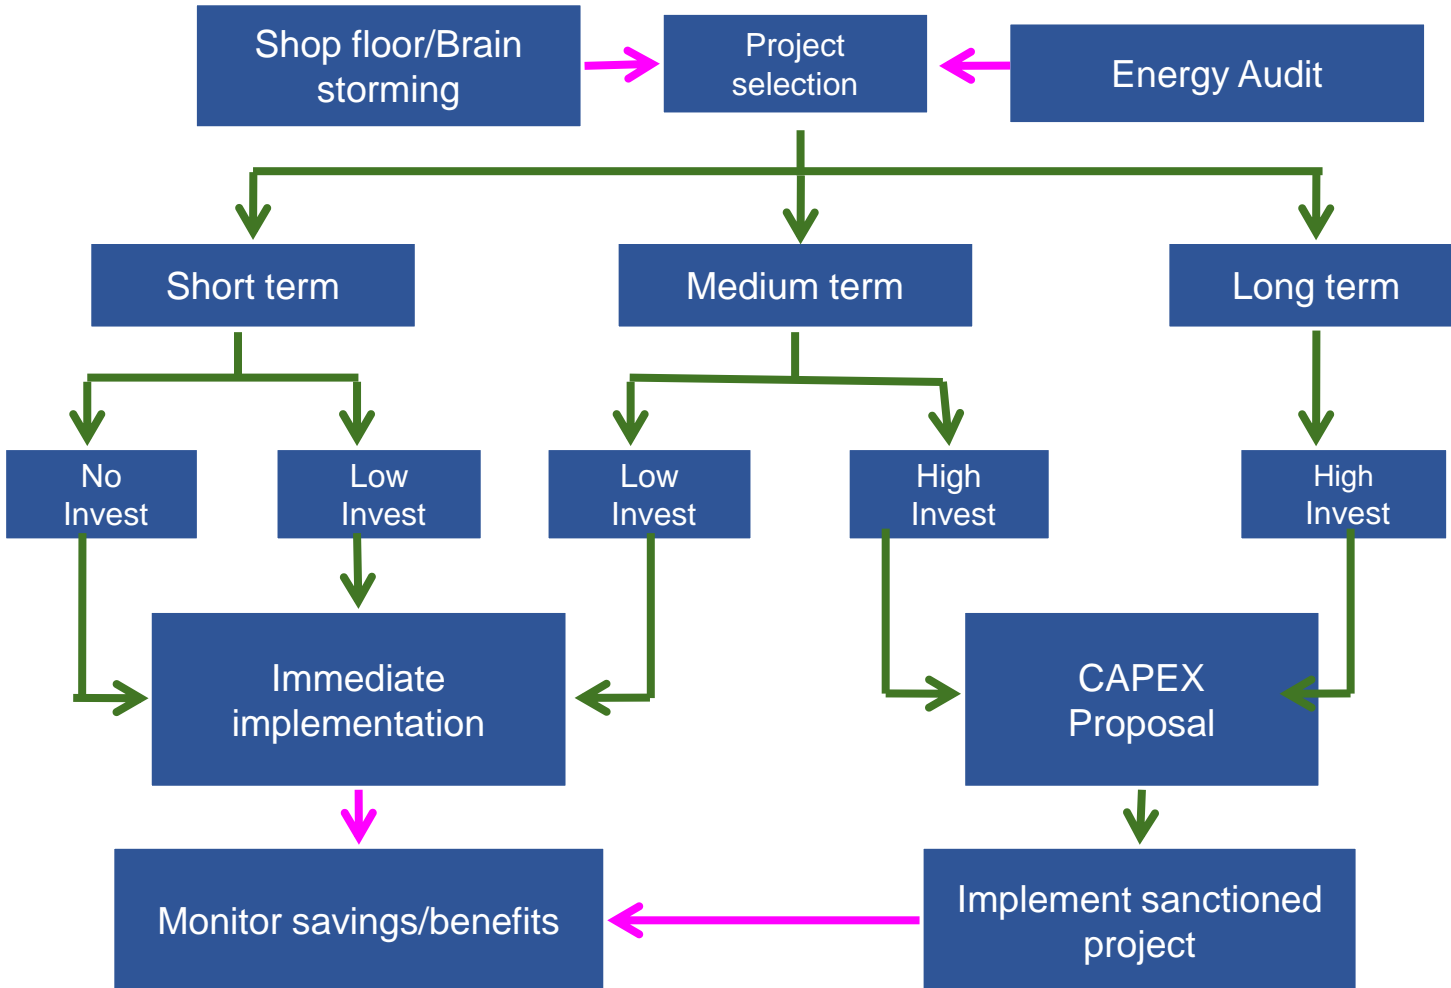 Shop floor/Brain
storming
Project
selection
Energy Audit
Short term
Medium term
Long term
No
Invest
Low
Invest
Low
Invest
High
Invest
High
Invest
Immediate
implementation
CAPEX
Proposal
Monitor savings/benefits
Implement sanctioned
project